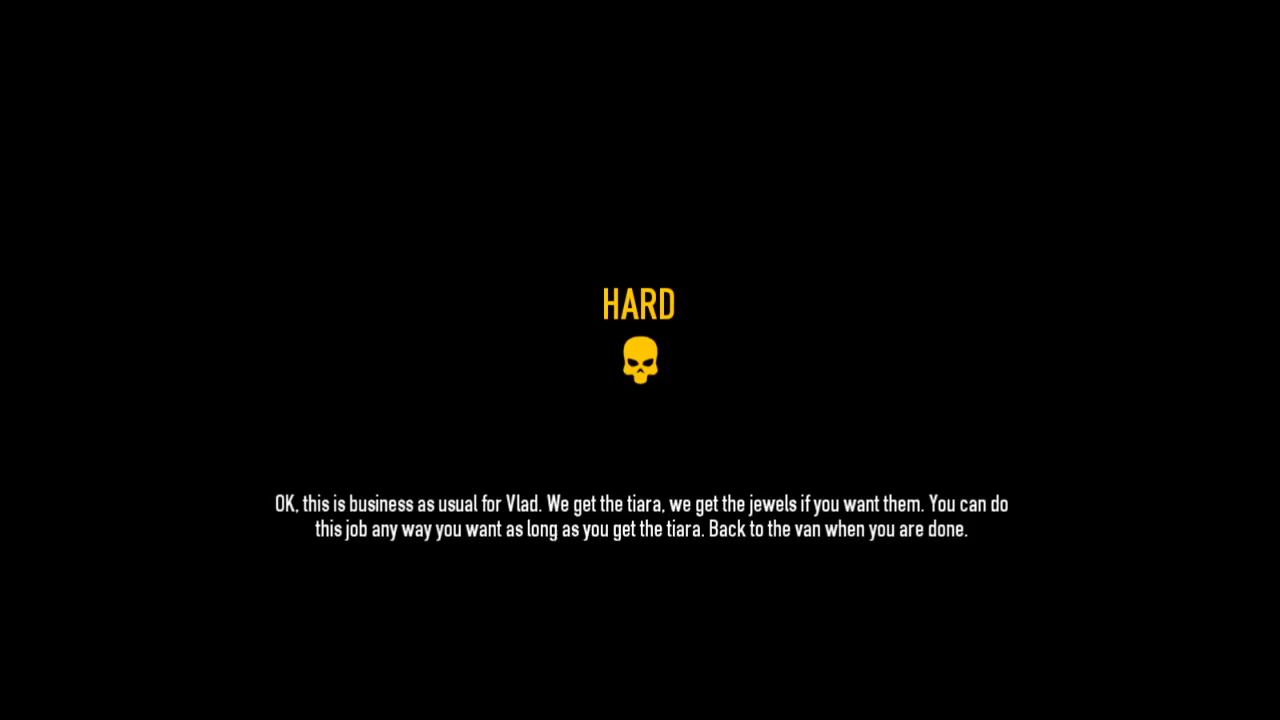 HARD
OK, this is business as usual for Vlad. We get the tiara, we get the jewels if you want them. You can do
this job any way you want as long as you get the tiara. Back to the van when you are done.